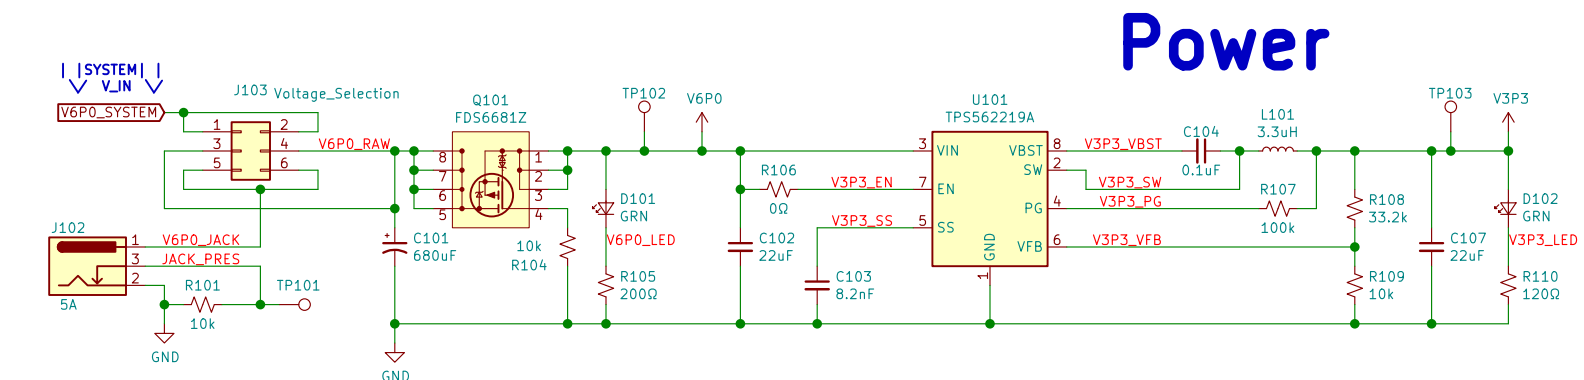 Power
SYSTEM
V_IN
V6P0_SYSTEM
J103
Voltage_Selection
1
2
3
4
5
6
V6P0_RAW
J102
1
3
2
5A
V6P0_JACK
JACK_PRES
R101
10k
TP101
GND
C101
680uF
GND
Q101
FDS6681Z
8
7
6
5
1
2
3
4
10k
R104
TP102
D101
GRN
V6P0_LED
R105
200Ω
V6P0
R106
0Ω
V3P3_EN
V3P3_SS
C102
22uF
C103
8.2nF
U101
TPS562219A
3
VIN
7
EN
5
SS
VBST
8
SW
2
PG
4
VFB
6
GND
1
V3P3_VBST
V3P3_SW
V3P3_PG
V3P3_VFB
C104
0.1uF
L101
3.3uH
R107
100k
R108
33.2k
R109
10k
TP103
C107
22uF
V3P3
D102
GRN
V3P3_LED
R110
120Ω